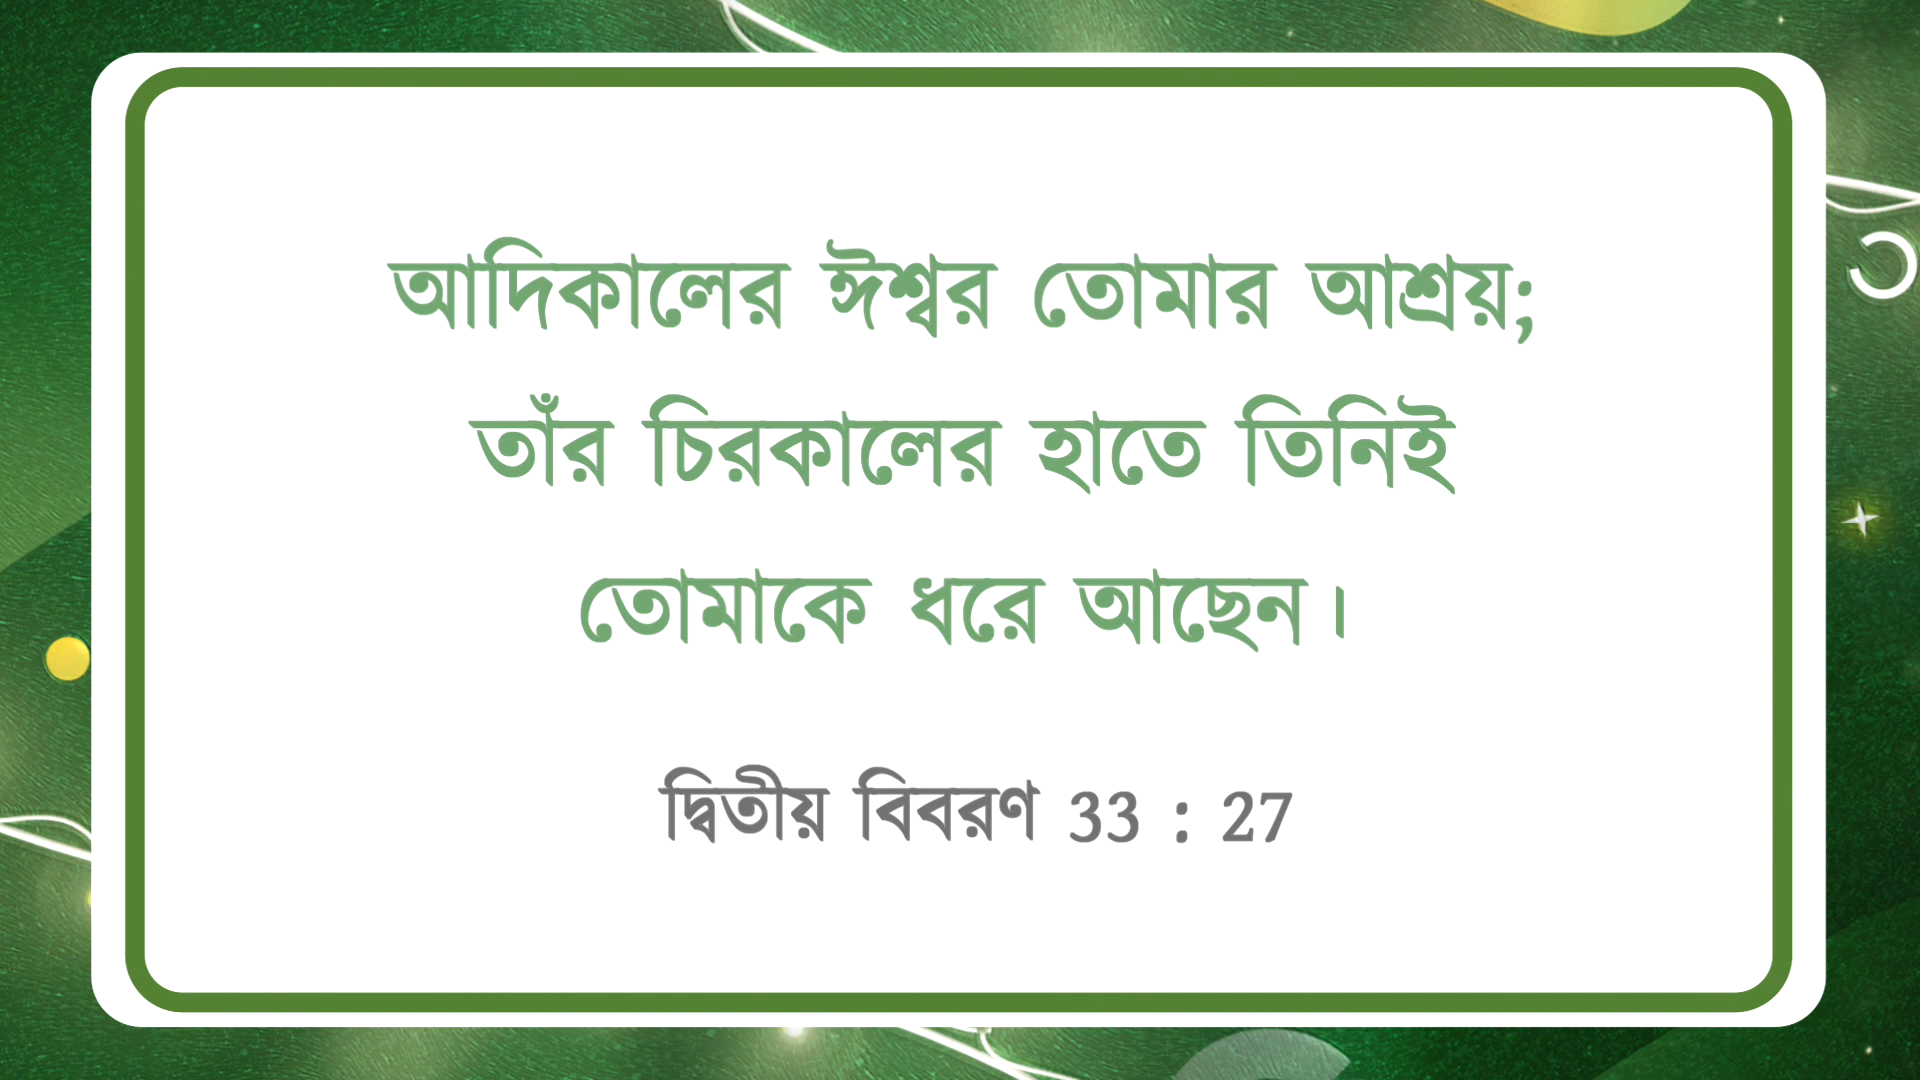 আদিকালের ঈশ্বর তোমার আশ্রয়;
তাঁর চিরকালের হাতে তিনিই
তোমাকে ধরে আছেন।
দ্বিতীয় বিবরণ 33 : 27